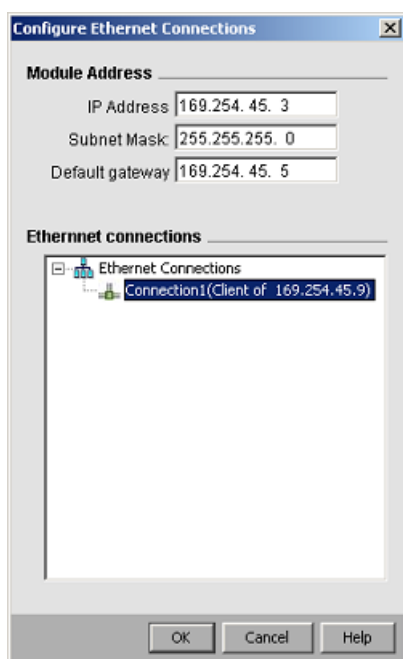 Configure Ethernet Connections
Module Address
IP Address 169.254. 45. 3
Subnet Mask: 255.255.255. 0
Default gateway 169.254. 45. 5
Ethernnet connections
Ethernet Connections
Connection1(Client of 169.254.45.9)
OK Cancel Help